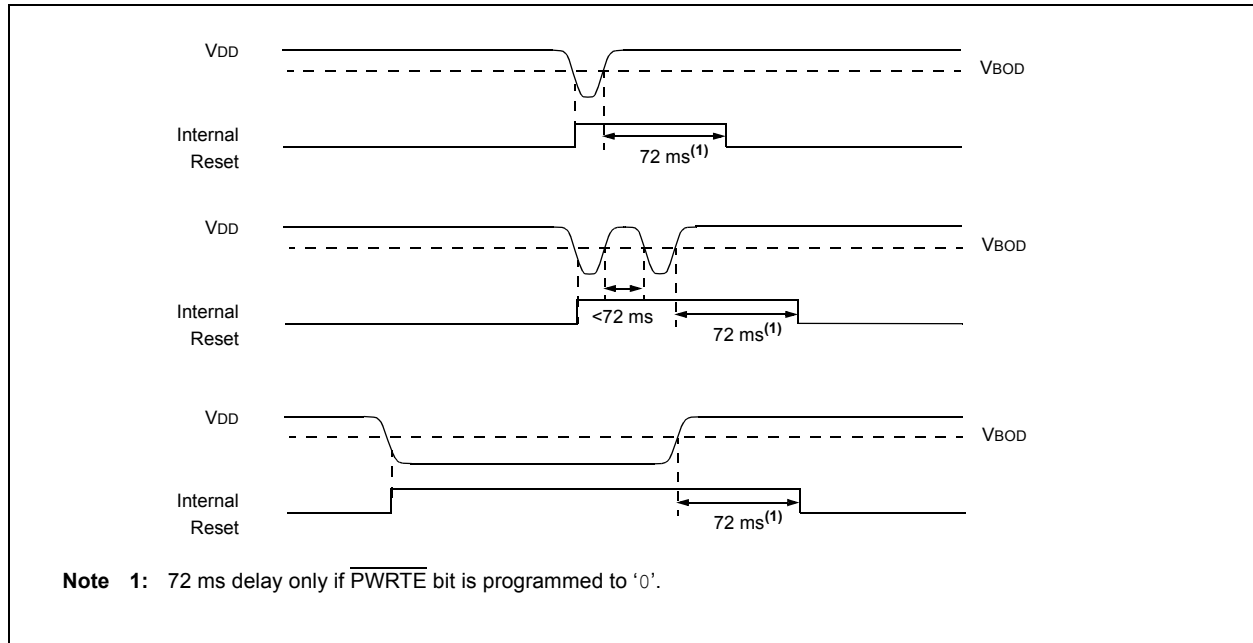 VDD
VBOD
Internal
Reset
72 ms(1)
VDD
VBOD
Internal
Reset
<72 ms
72 ms(1)
VDD
VBOD
Internal
Reset
72 ms(1)
Note 1: 72 ms delay only if PWRTE bit is programmed to ‘0’.